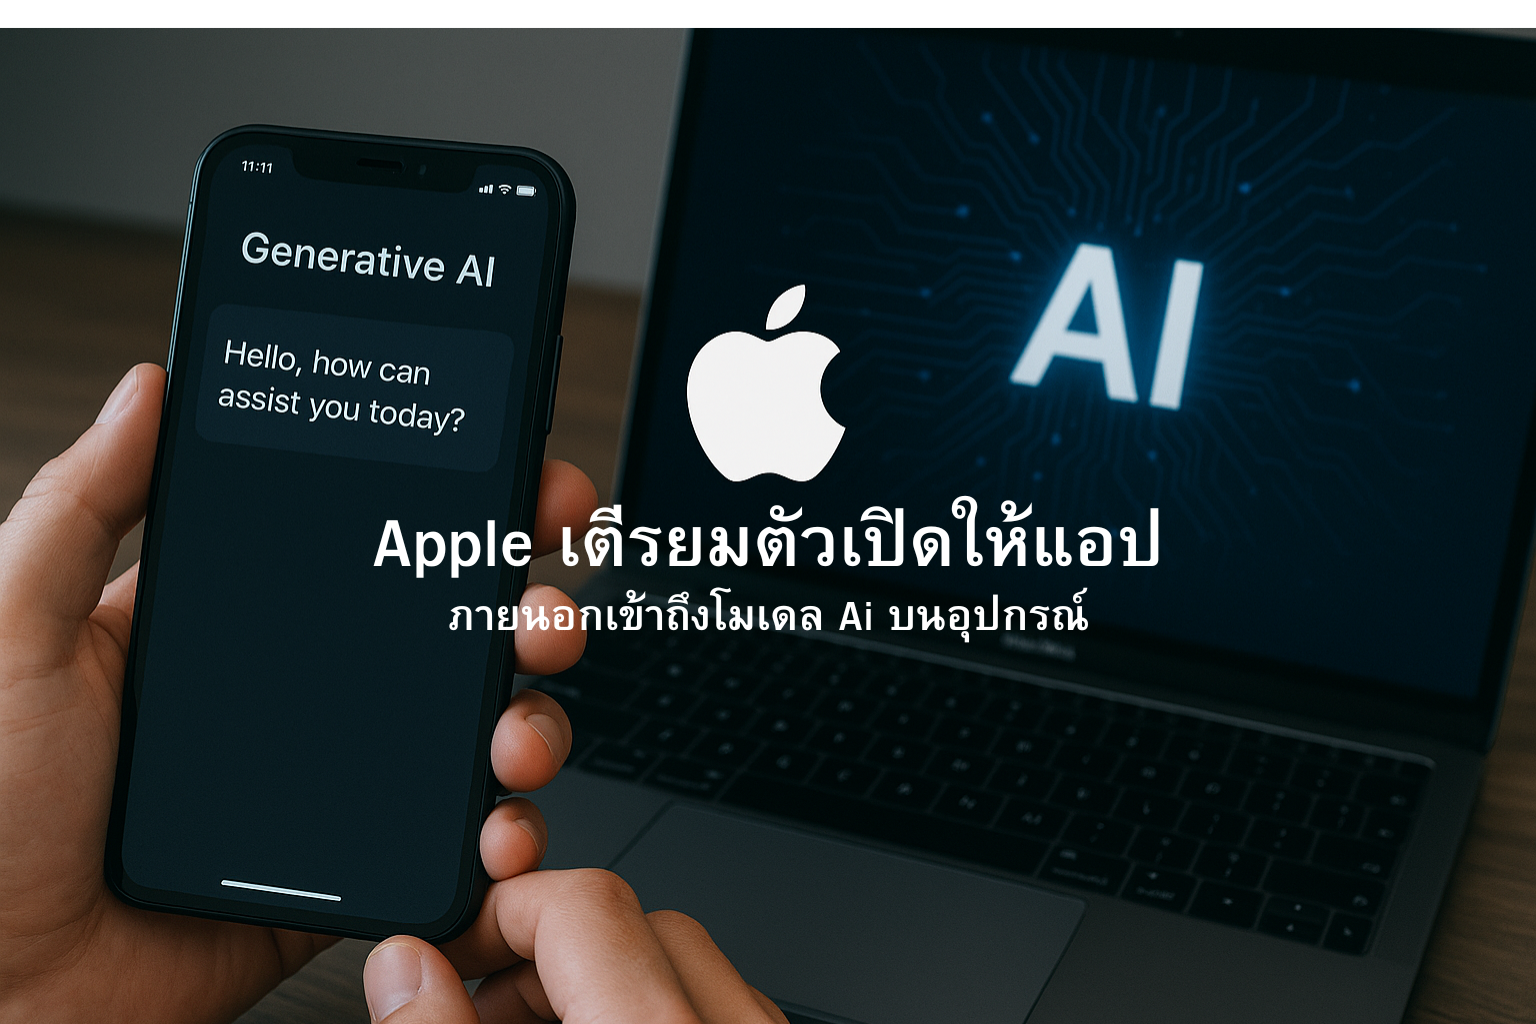 11:11
Generative AI
Hello, how can
assist you today?
AI
Apple เตรียมตัวเปิดให้แอป
ภายนอกเข้าถึงโมเดล Ai บนอุปกรณ์